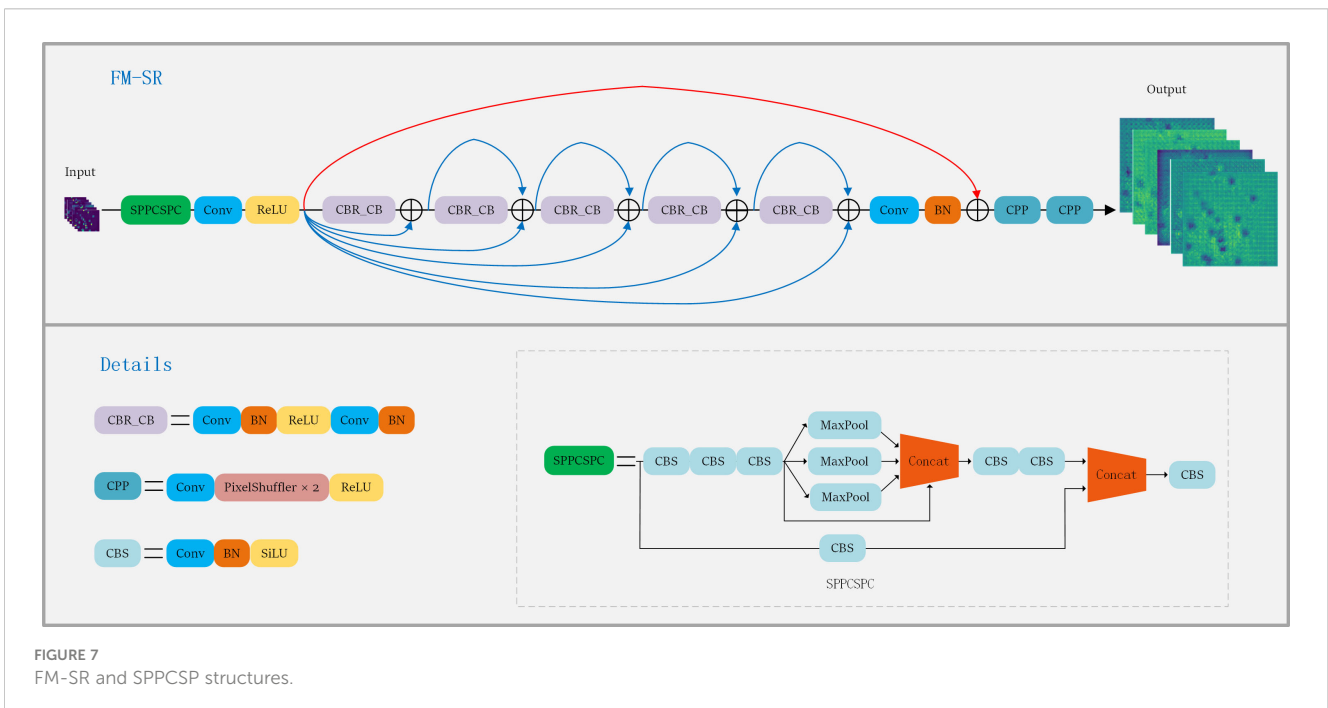 FM-SR
Output
Input
SPPCSPC Conv ReLU CBR_CB CBR_CB CBR_CB CBR_CB CBR_CB Conv BN CPP CPP
Details
CBR_CB = Conv BN ReLU Conv BN
CPP = Conv PixelShuffler × 2 ReLU
CBS = Conv BN SiLU
MaxPool
SPPCSPC = CBS CBS CBS MaxPool Concat CBS CBS Concat CBS
MaxPool
CBS
SPPCSPC
FIGURE 7
FM-SR and SPPCSP structures.